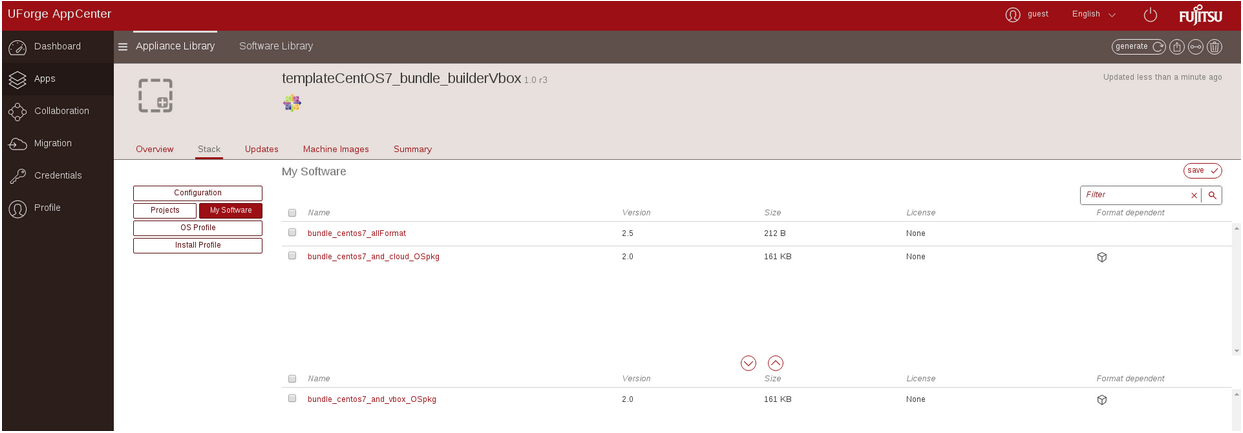 UForge AppCenter
guest
English
FUJITSU
Dashboard
Apps
Collaboration
Migration
Credentials
Profile
Appliance Library
Software Library
generate
templateCentOS7_bundle_builderVbox 1.0 r3
Updated less than a minute ago
Overview
Stack
Updates
Machine Images
Summary
Configuration
Projects
My Software
OS Profile
Install Profile
My Software
save
Filter
Name Version Size License Format dependent
bundle_centos7_allFormat 2.5 212 B None
bundle_centos7_and_cloud_OSpkg 2.0 161 KB None
Name Version Size License Format dependent
bundle_centos7_and_vbox_OSpkg 2.0 161 KB None